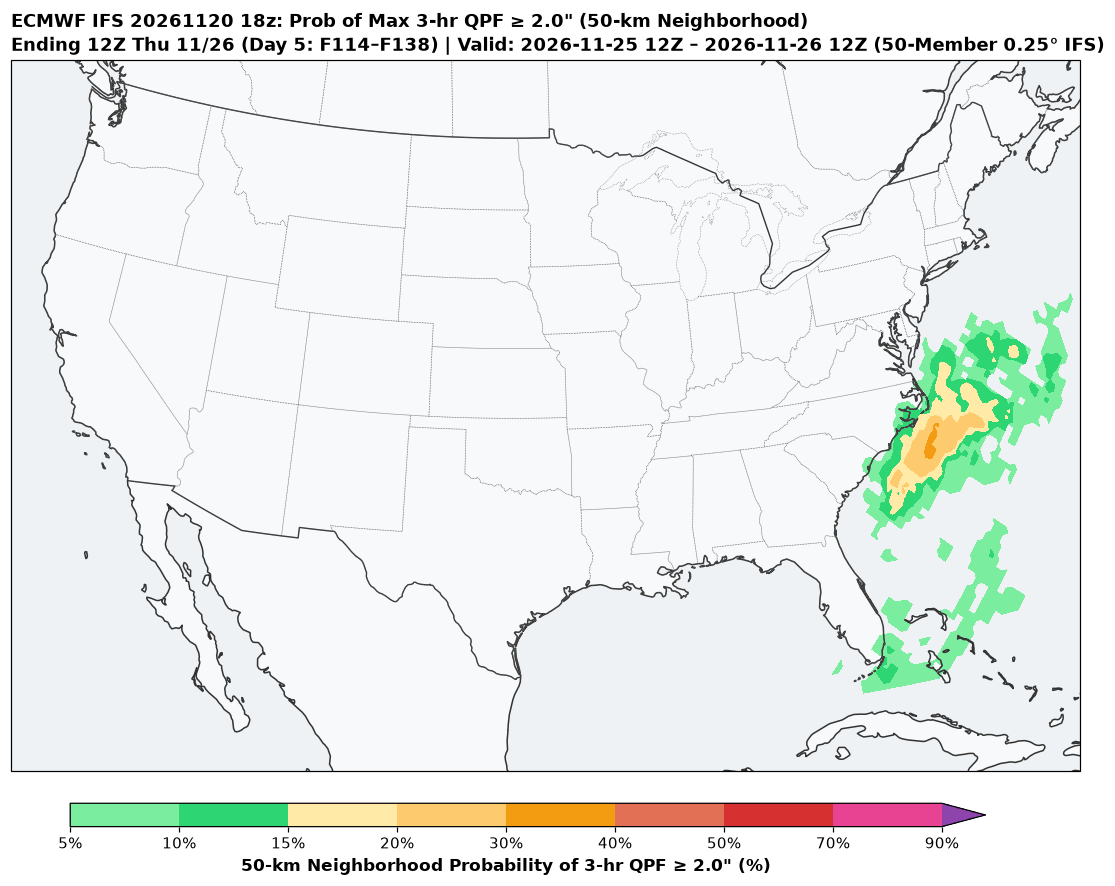 ECMWF IFS 20261120 18z: Prob of Max 3-hr QPF ≥ 2.0" (50-km Neighborhood)
Ending 12Z Thu 11/26 (Day 5: F114–F138) | Valid: 2026-11-25 12Z – 2026-11-26 12Z (50-Member 0.25° IFS)
5% 10% 15% 20% 30% 40% 50% 70% 90%
50-km Neighborhood Probability of 3-hr QPF ≥ 2.0" (%)